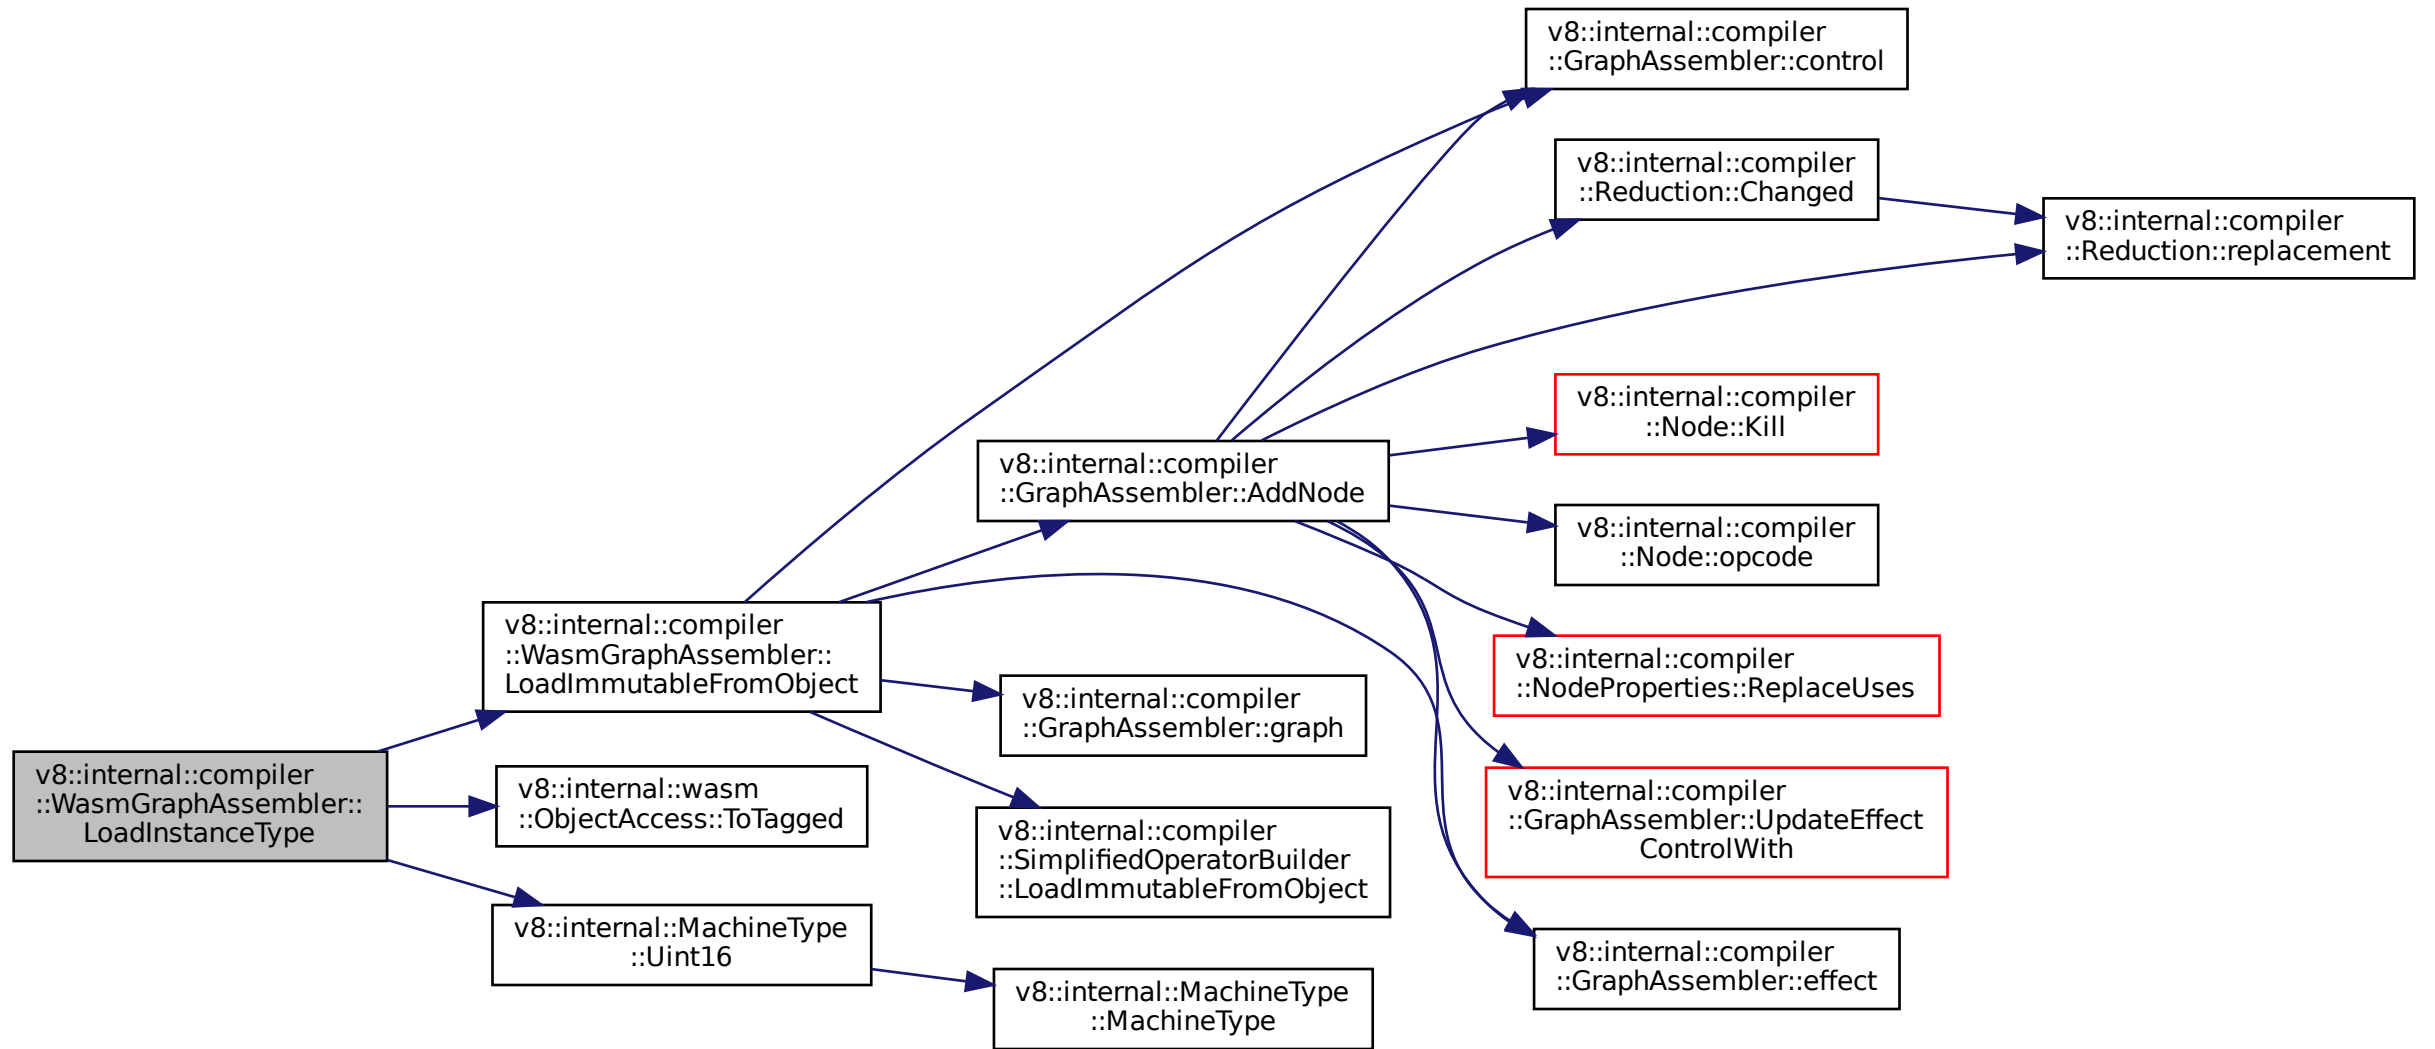 v8::internal::compiler
::GraphAssembler::control
v8::internal::compiler
::Reduction::Changed
v8::internal::compiler
::Reduction::replacement
v8::internal::compiler
::Node::Kill
v8::internal::compiler
::GraphAssembler::AddNode
v8::internal::compiler
::Node::opcode
v8::internal::compiler
::WasmGraphAssembler::
LoadImmutableFromObject
v8::internal::compiler
::NodeProperties::ReplaceUses
v8::internal::compiler
::GraphAssembler::graph
v8::internal::compiler
::WasmGraphAssembler::
LoadInstanceType
v8::internal::wasm
::ObjectAccess::ToTagged
v8::internal::compiler
::GraphAssembler::UpdateEffect
ControlWith
v8::internal::compiler
::SimplifiedOperatorBuilder
::LoadImmutableFromObject
v8::internal::MachineType
::Uint16
v8::internal::compiler
::GraphAssembler::effect
v8::internal::MachineType
::MachineType